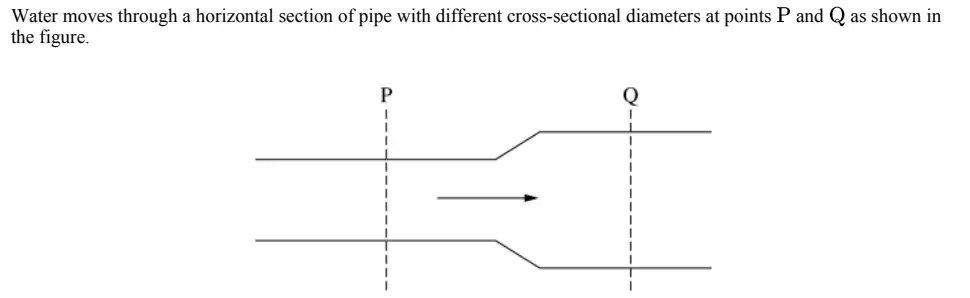 Water moves through a horizontal section of pipe with different cross-sectional diameters at points P and Q as shown in
the figure.
P
Q